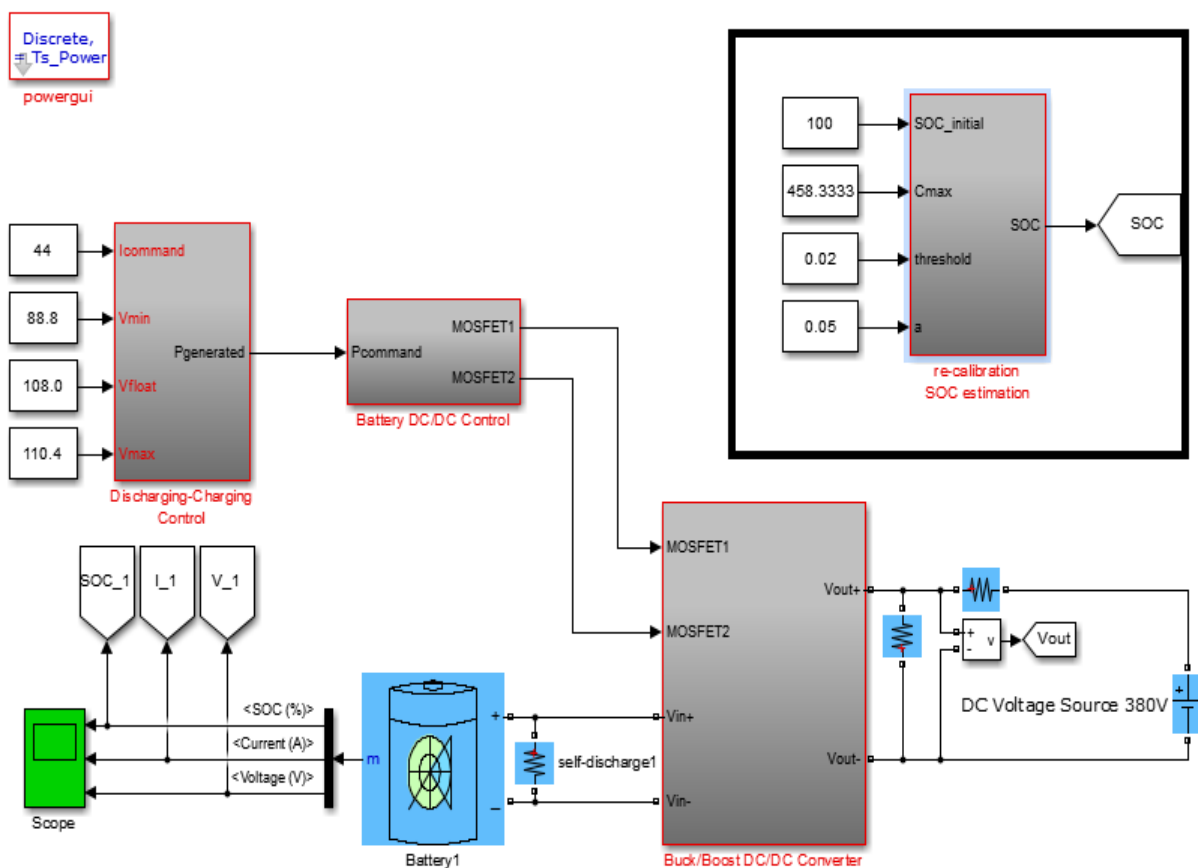 Discrete,
= Ts_Power
powergui
100
SOC_initial
458.3333
Cmax
SOC
SOC
0.02
threshold
0.05
a
re-calibration
SOC estimation
44
Icommand
88.8
Vmin
Pgenerated
108.0
Vfloat
110.4
Vmax
Discharging-Charging
Control
MOSFET1
Pcommand
MOSFET2
Battery DC/DC Control
MOSFET1
MOSFET2
Vout+
Vout-
Vin+
Vin-
Buck/Boost DC/DC Converter
+
-
v
Vout
+
DC Voltage Source 380V
SOC_1
I_1
V_1
<SOC (%)>
<Current (A)>
<Voltage (V)>
Scope
m
+
_
Battery1
self-discharge1